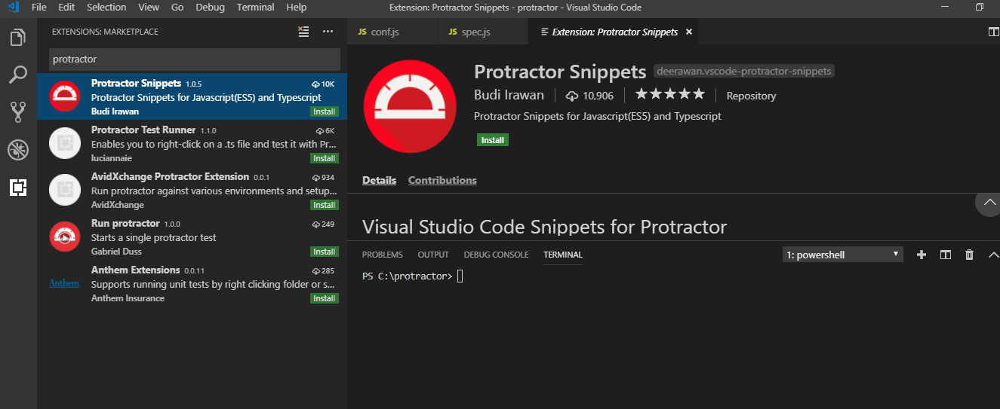 File Edit Selection View Go Debug Terminal Help Extension: Protractor Snippets - protractor - Visual Studio Code
EXTENSIONS: MARKETPLACE
protractor
Protractor Snippets 1.0.5 10K
Protractor Snippets for Javascript(ES5) and Typescript
Budi Irawan Install
Protractor Test Runner 1.1.0 6K
Enables you to right-click on a .ts file and test it with Pr...
luciannaie Install
AvidXchange Protractor Extension 0.0.1 934
Run protractor against various environments and setup...
AvidXchange Install
Run protractor 1.0.0 249
Starts a single protractor test
Gabriel Duss Install
Anthem Extensions 0.0.11 285
Anthem Supports running unit tests by right clicking folder or s...
Anthem Insurance Install
JS conf.js JS spec.js Extension: Protractor Snippets ×
Protractor Snippets deerawan.vscode-protractor-snippets
Budi Irawan 10,906 Repository
Protractor Snippets for Javascript(ES5) and Typescript
Install
Details Contributions
Visual Studio Code Snippets for Protractor
PROBLEMS OUTPUT DEBUG CONSOLE TERMINAL 1: powershell
PS C:\protractor>